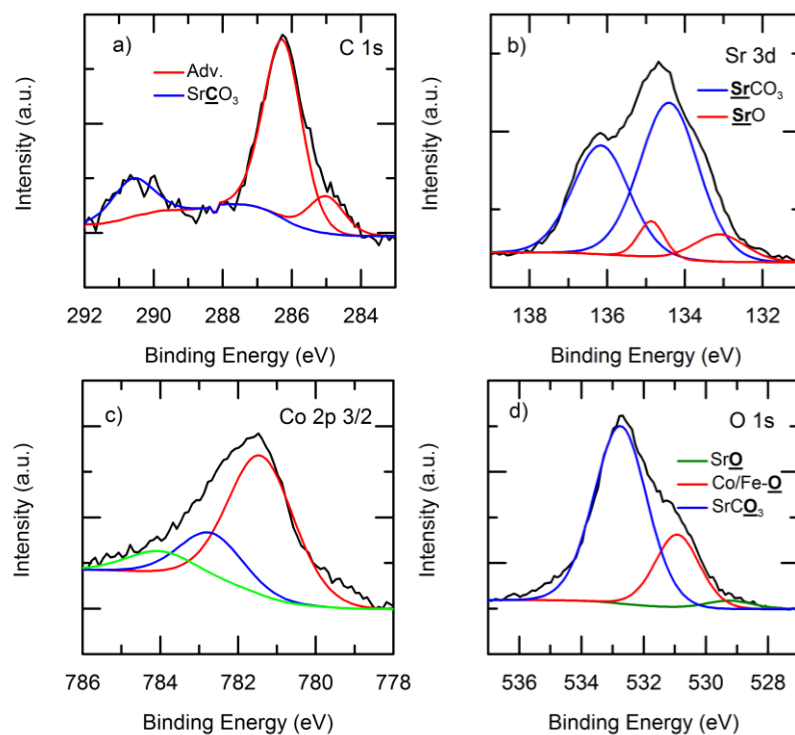 a)
C 1s
Adv.
SrCO₃
Intensity (a.u.)
292 290 288 286 284
Binding Energy (eV)
b)
Sr 3d
SrCO₃
SrO
Intensity (a.u.)
138 136 134 132
Binding Energy (eV)
c)
Co 2p 3/2
Intensity (a.u.)
786 784 782 780 778
Binding Energy (eV)
d)
O 1s
SrO
Co/Fe-O
SrCO₃
Intensity (a.u.)
536 534 532 530 528
Binding Energy (eV)